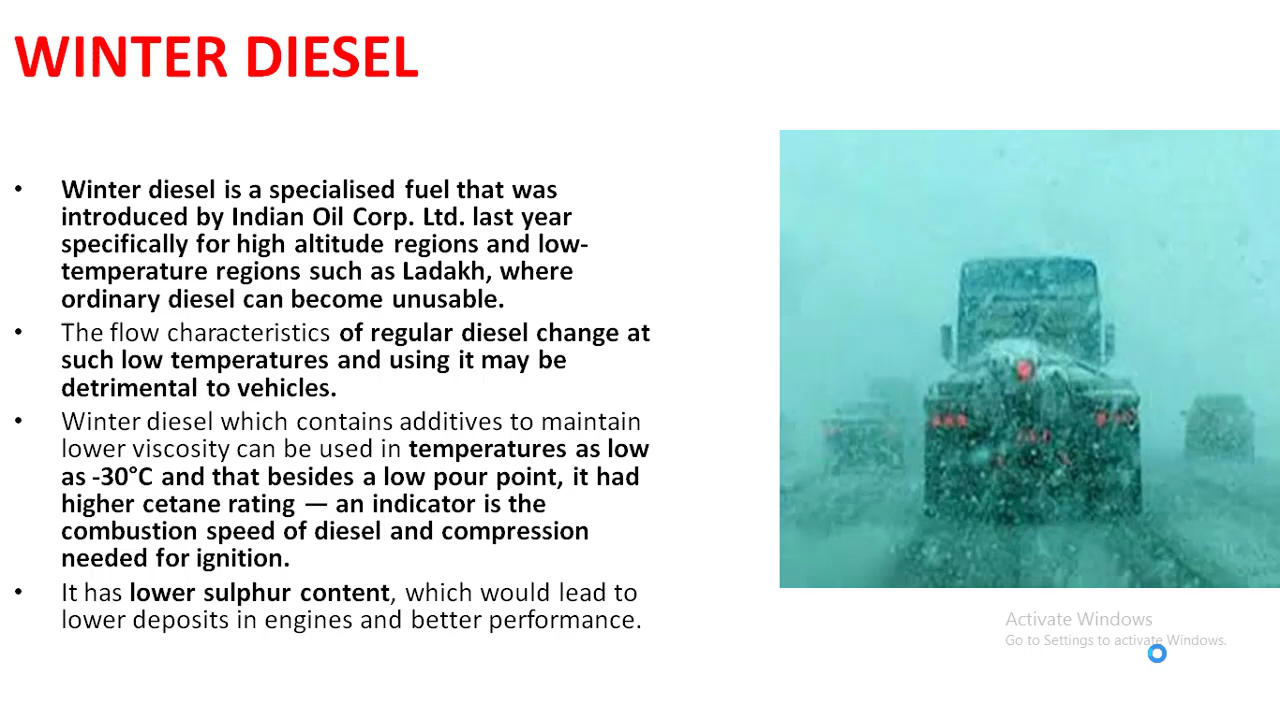 WINTER DIESEL
• Winter diesel is a specialised fuel that was
introduced by Indian Oil Corp. Ltd. last year
specifically for high altitude regions and low-
temperature regions such as Ladakh, where
ordinary diesel can become unusable.
• The flow characteristics of regular diesel change at
such low temperatures and using it may be
detrimental to vehicles.
• Winter diesel which contains additives to maintain
lower viscosity can be used in temperatures as low
as -30°C and that besides a low pour point, it had
higher cetane rating — an indicator is the
combustion speed of diesel and compression
needed for ignition.
• It has lower sulphur content, which would lead to
lower deposits in engines and better performance.
Activate Windows
Go to Settings to activate Windows.